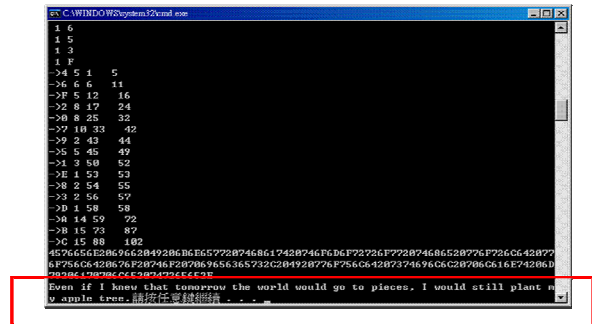 C:\WINDOWS\system32\cmd.exe
1 6
1 5
1 3
1 F
->4 5 1 5
->6 6 6 11
->F 5 12 16
->2 8 17 24
->0 8 25 32
->7 10 33 42
->9 2 43 44
->5 5 45 49
->1 3 50 52
->E 1 53 53
->8 2 54 55
->3 2 56 57
->D 1 58 58
->A 14 59 72
->B 15 73 87
->C 15 88 102
4576656E2069662049206B6E6577207468617420746F6D6F72726F772074686520776F726C642077
6F756C6420676F20746F207069656365732C204920776F756C64207374696C6C20706C616E74206D
79206170706C6520747265652E
Even if I knew that tomorrow the world would go to pieces, I would still plant m
y apple tree.請按任意鍵繼續 . . . _